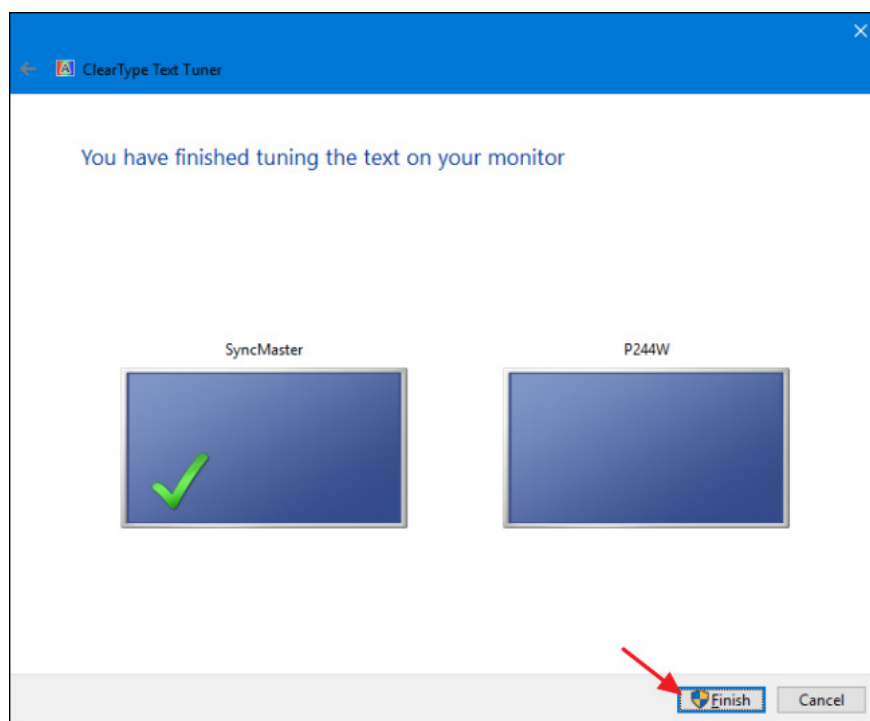 ClearType Text Tuner
You have finished tuning the text on your monitor
SyncMaster
P244W
Finish
Cancel